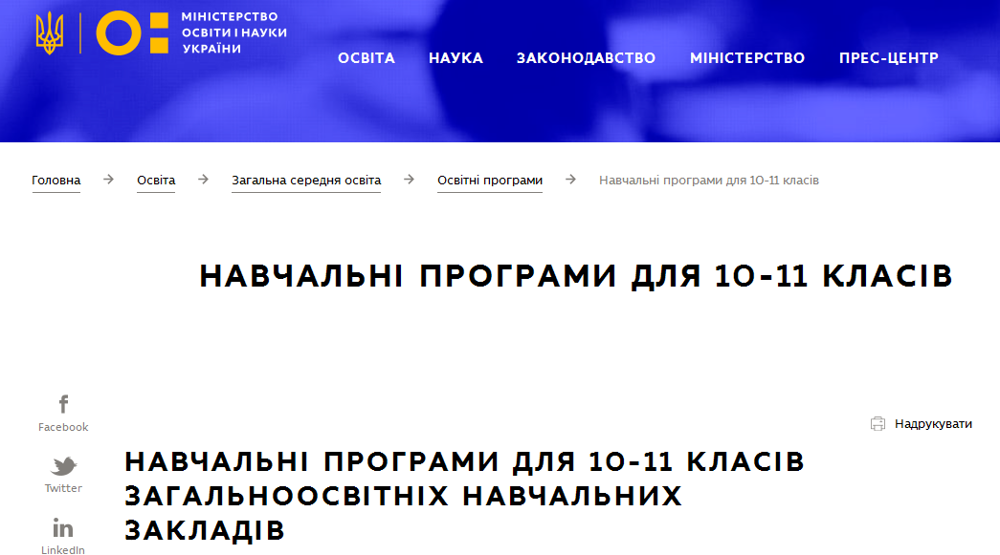 МІНІСТЕРСТВО
ОСВІТИ І НАУКИ
УКРАЇНИ
ОСВІТА НАУКА ЗАКОНОДАВСТВО МІНІСТЕРСТВО ПРЕС-ЦЕНТР
Головна → Освіта → Загальна середня освіта → Освітні програми → Навчальні програми для 10-11 класів
НАВЧАЛЬНІ ПРОГРАМИ ДЛЯ 10-11 КЛАСІВ
Facebook
Надрукувати
НАВЧАЛЬНІ ПРОГРАМИ ДЛЯ 10-11 КЛАСІВ
ЗАГАЛЬНООСВІТНІХ НАВЧАЛЬНИХ
ЗАКЛАДІВ
Twitter
LinkedIn